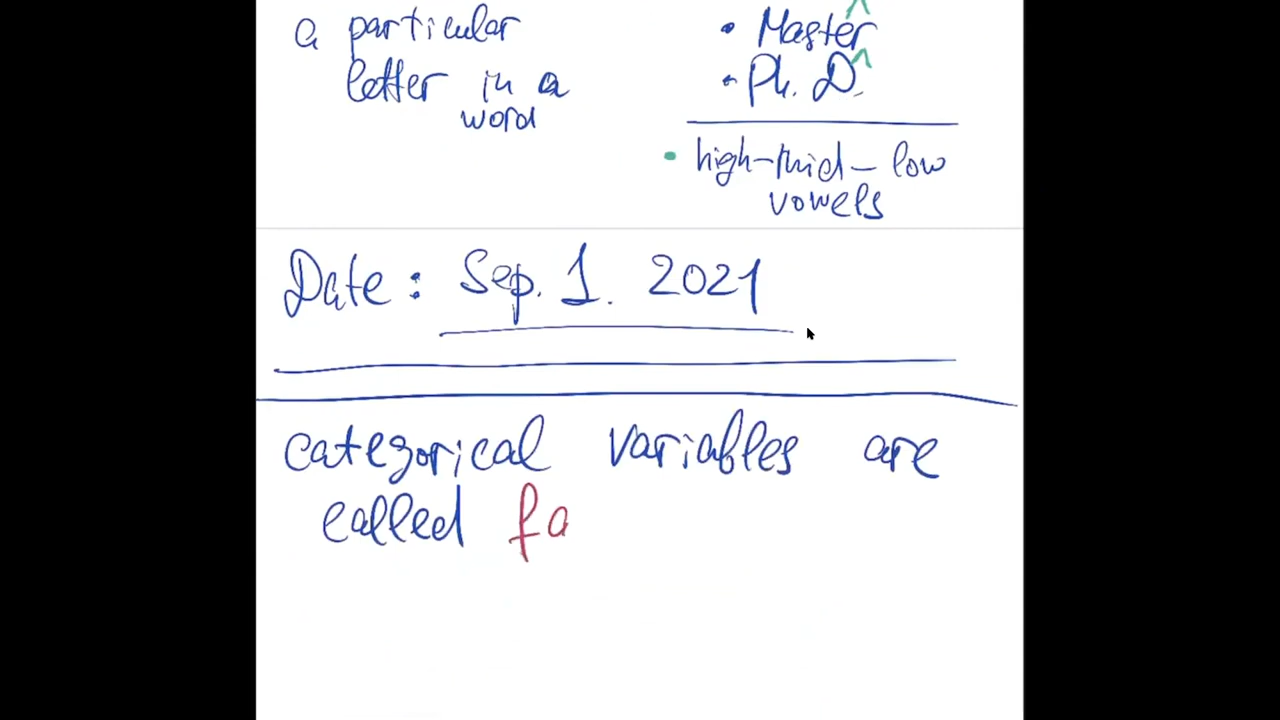 a particular
letter in a
word
• Master
• Ph. D.
• high-mid-low
vowels
Date: Sep. 1. 2021
categorical variables are
called fa